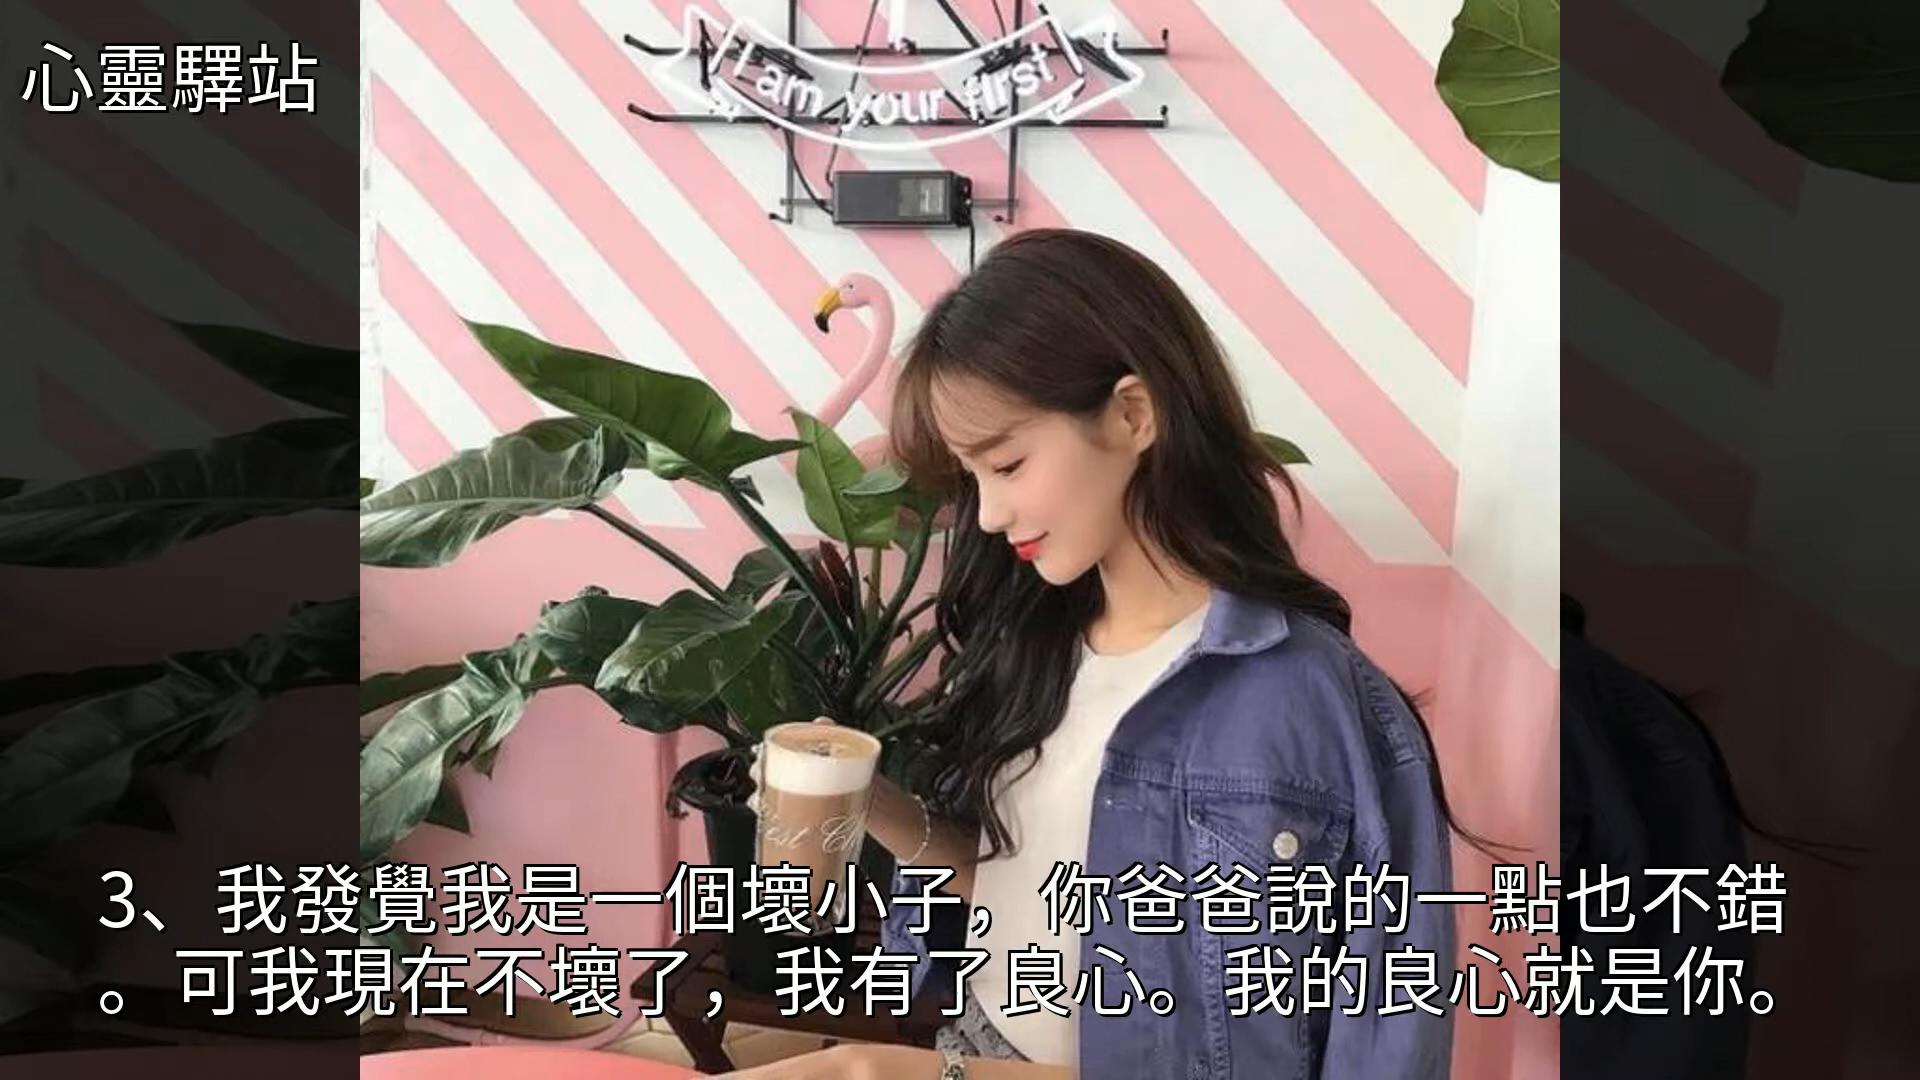 心靈驛站
I am your first
3、我發覺我是一個壞小子，你爸爸說的一點也不錯
。可我現在不壞了，我有了良心。我的良心就是你。